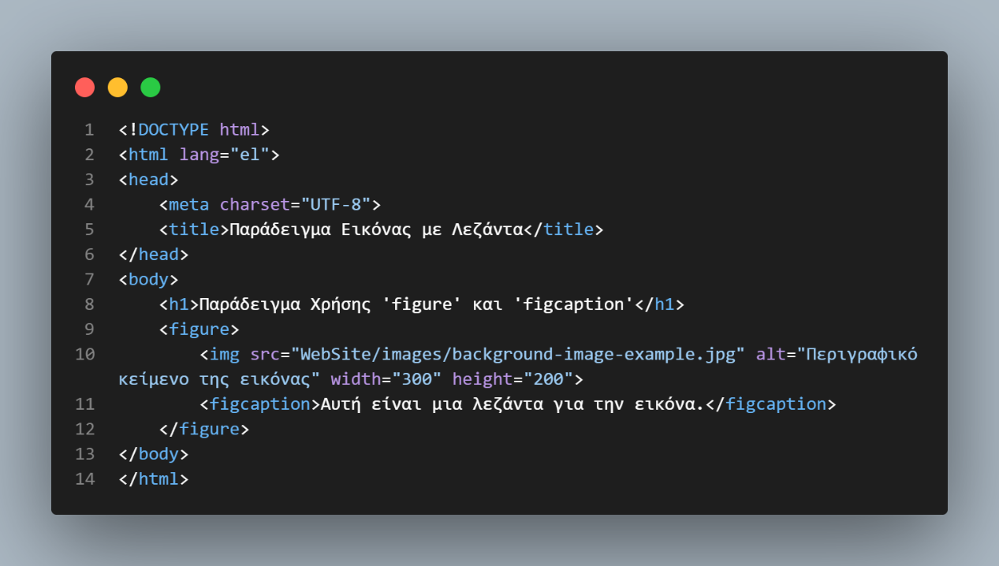 1 <!DOCTYPE html>
2 <html lang="el">
3 <head>
4     <meta charset="UTF-8">
5     <title>Παράδειγμα Εικόνας με Λεζάντα</title>
6 </head>
7 <body>
8     <h1>Παράδειγμα Χρήσης 'figure' και 'figcaption'</h1>
9     <figure>
10         <img src="WebSite/images/background-image-example.jpg" alt="Περιγραφικό
κείμενο της εικόνας" width="300" height="200">
11         <figcaption>Αυτή είναι μια λεζάντα για την εικόνα.</figcaption>
12     </figure>
13 </body>
14 </html>